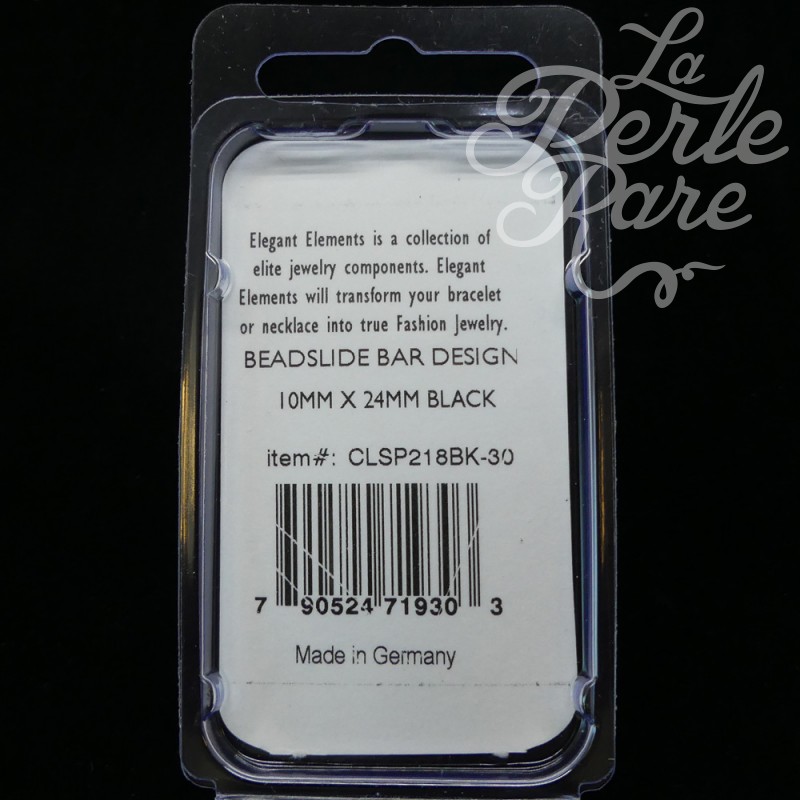 La
Perle
Rare
Elegant Elements is a collection of
elite jewelry components. Elegant
Elements will transform your bracelet
or necklace into true Fashion Jewelry.
BEADSLIDE BAR DESIGN
10MM X 24MM BLACK
item#: CLSP218BK-30
7 90524 71930 3
Made in Germany